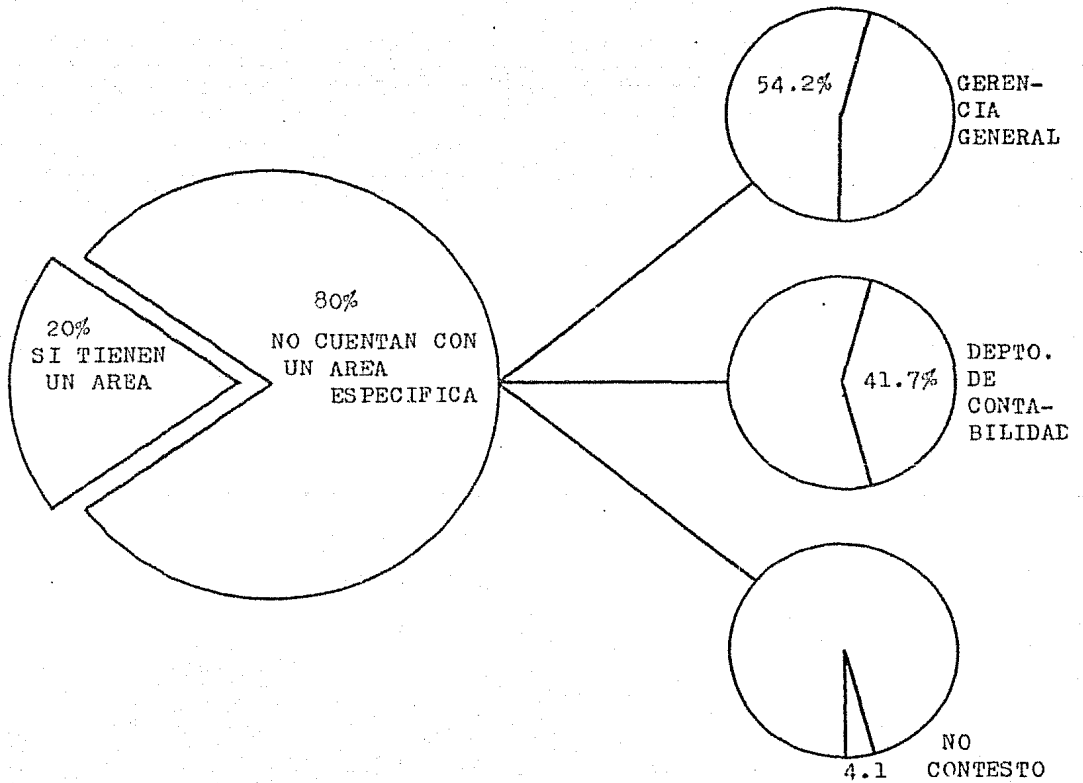 54.2%
GEREN-
CIA
GENERAL
20%
SI TIENEN
UN AREA
80%
NO CUENTAN CON
UN AREA
ESPECIFICA
41.7%
DEPTO.
DE
CONTA-
BILIDAD
4.1
NO
CONTESTO